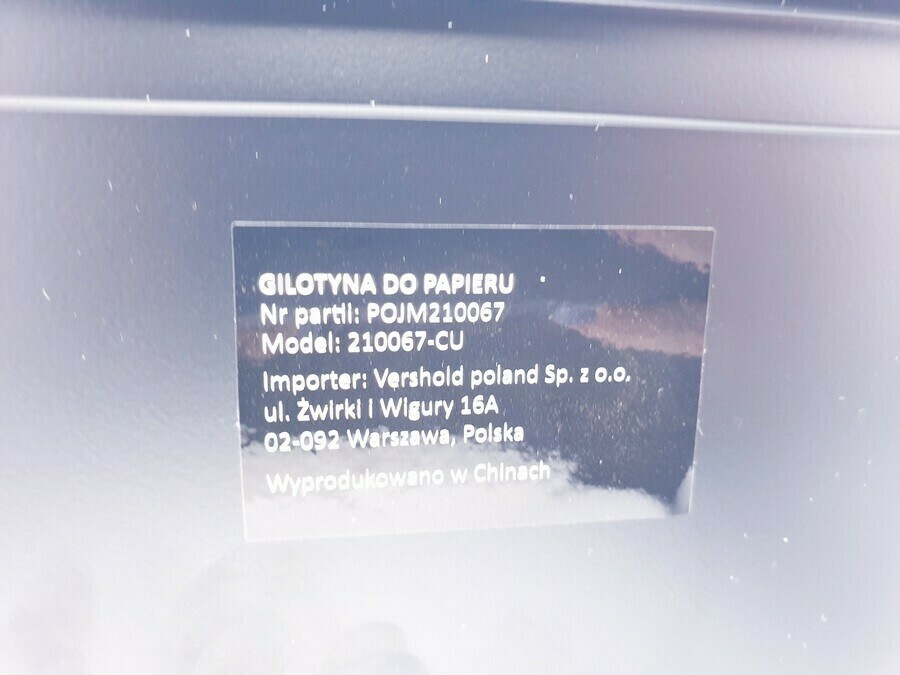 GILOTYNA DO PAPIERU
Nr partii: POJM210067
Model: 210067-CU
Importer: Vershold poland Sp. z o.o.
ul. Żwirki i Wigury 16A
02-092 Warszawa, Polska
Wyprodukowano w Chinach